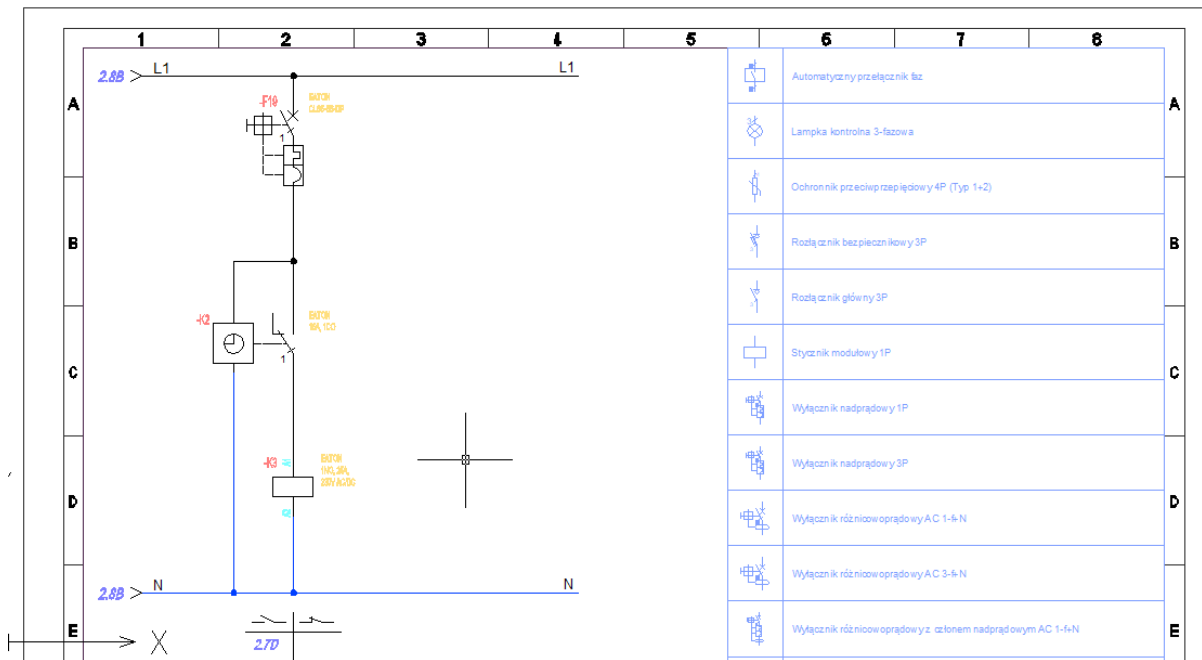 1 2 3 4 5 6 7 8
2.8B L1 L1
A A
-F19
EATON
1
B B
-K2
EATON
1
C C
-K3
EATON
D D
2.8B N N
E E
X
2.7D
Automatyczny przełącznik faz
Lampka kontrolna 3-fazowa
Ochronnik przeciwprzepięciowy 4P (Typ 1+2)
Rozłącznik bezpiecznikowy 3P
Rozłącznik główny 3P
Stycznik modułowy 1P
Wyłącznik nadprądowy 1P
Wyłącznik nadprądowy 3P
Wyłącznik różnicowoprądowy AC 1-f+N
Wyłącznik różnicowoprądowy AC 3-f+N
Wyłącznik różnicowoprądowy z członem nadprądowym AC 1-f+N